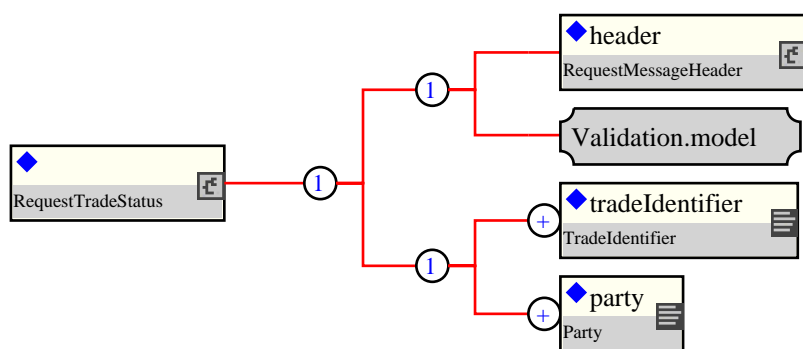 header
RequestMessageHeader
1
Validation.model
RequestTradeStatus
1
tradeIdentifier
+
TradeIdentifier
1
party
+
Party